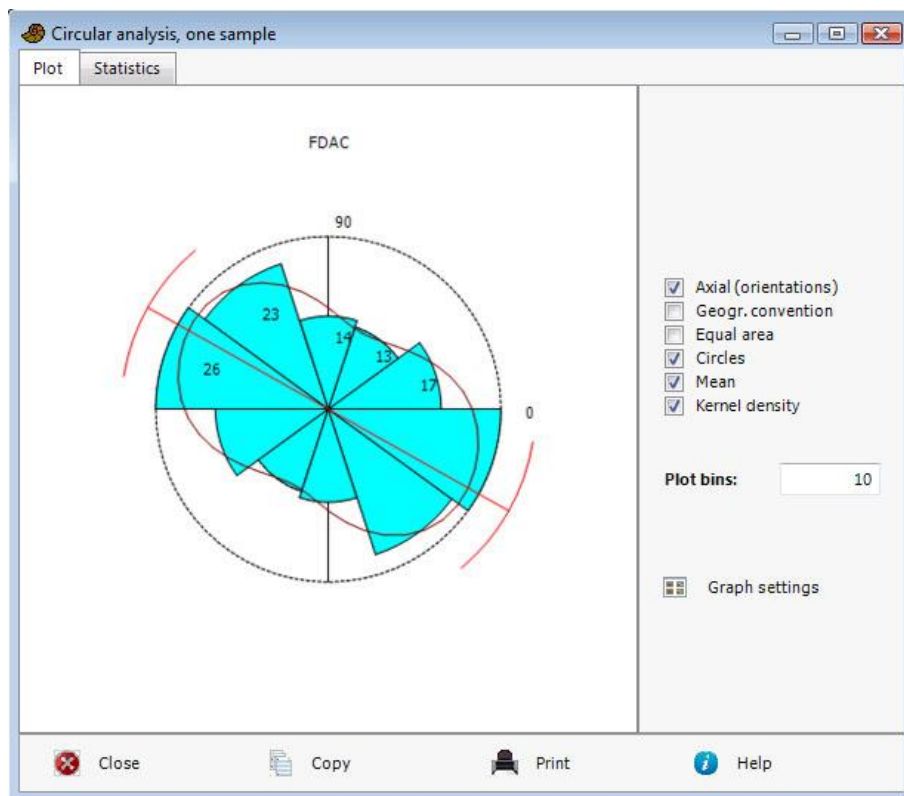 Circular analysis, one sample
Plot Statistics
FDAC
90
23
14
13
26
17
0
Axial (orientations)
Geogr. convention
Equal area
Circles
Mean
Kernel density
Plot bins: 10
Graph settings
Close Copy Print Help